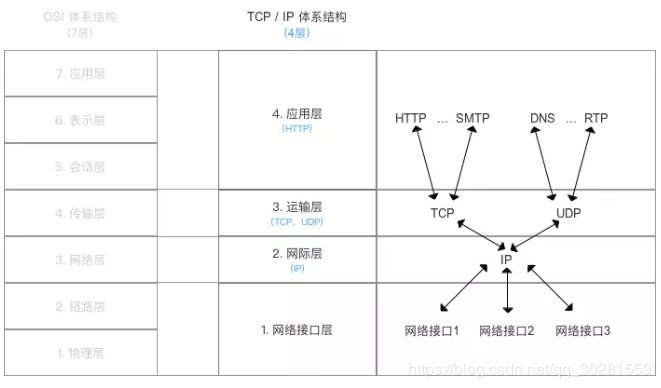 OSI 体系结构
(7层)
TCP / IP 体系结构
(4层)
7. 应用层
6. 表示层
5. 会话层
4. 应用层
(HTTP)
HTTP ... SMTP
DNS ... RTP
4. 传输层
3. 运输层
(TCP、UDP)
TCP
UDP
3. 网络层
2. 网际层
(IP)
IP
2. 链路层
1. 物理层
1. 网络接口层
网络接口1
网络接口2
网络接口3
https://blog.csdn.net/qq_30281559